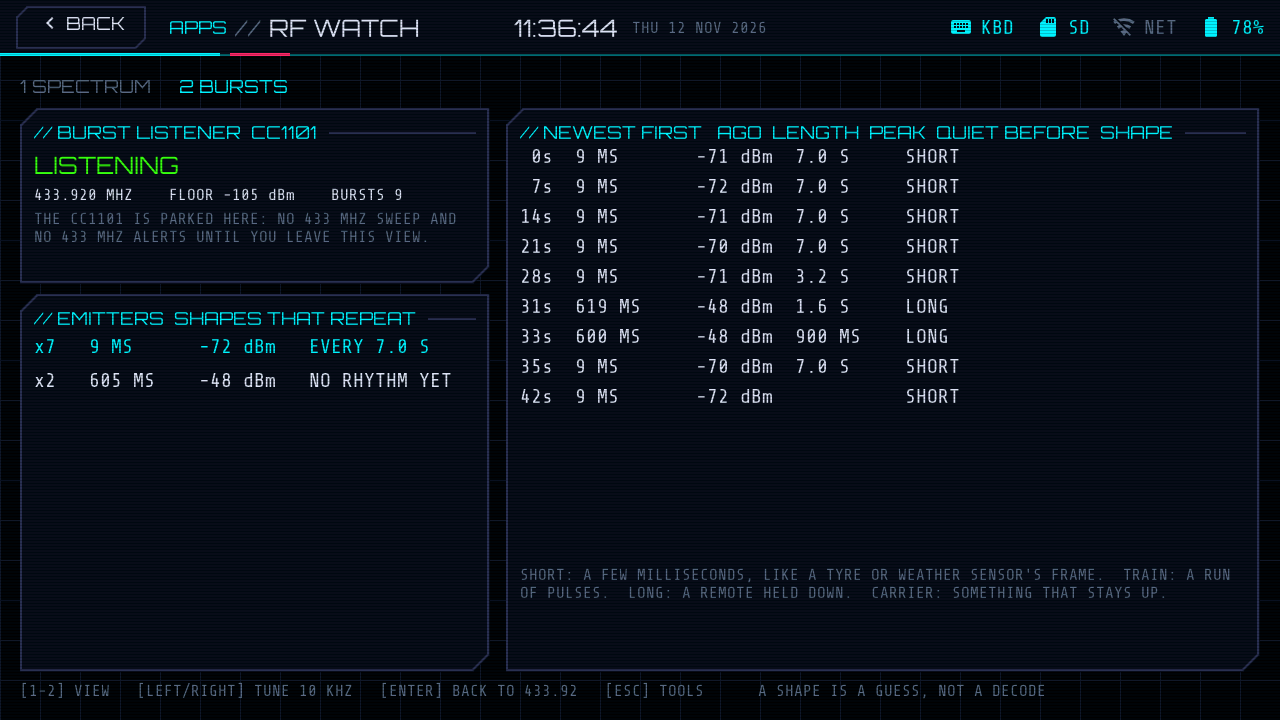 BACK
APPS // RF WATCH
11:36:44 THU 12 NOV 2026
KBD SD NET 78%
1 SPECTRUM 2 BURSTS
// BURST LISTENER CC1101
LISTENING
433.920 MHZ FLOOR -105 dBm BURSTS 9
THE CC1101 IS PARKED HERE: NO 433 MHZ SWEEP AND
NO 433 MHZ ALERTS UNTIL YOU LEAVE THIS VIEW.
// EMITTERS SHAPES THAT REPEAT
x7 9 MS -72 dBm EVERY 7.0 S
x2 605 MS -48 dBm NO RHYTHM YET
// NEWEST FIRST AGO LENGTH PEAK QUIET BEFORE SHAPE
0s 9 MS -71 dBm 7.0 S SHORT
7s 9 MS -72 dBm 7.0 S SHORT
14s 9 MS -71 dBm 7.0 S SHORT
21s 9 MS -70 dBm 7.0 S SHORT
28s 9 MS -71 dBm 3.2 S SHORT
31s 619 MS -48 dBm 1.6 S LONG
33s 600 MS -48 dBm 900 MS LONG
35s 9 MS -70 dBm 7.0 S SHORT
42s 9 MS -72 dBm SHORT
SHORT: A FEW MILLISECONDS, LIKE A TYRE OR WEATHER SENSOR'S FRAME. TRAIN: A RUN
OF PULSES. LONG: A REMOTE HELD DOWN. CARRIER: SOMETHING THAT STAYS UP.
[1-2] VIEW [LEFT/RIGHT] TUNE 10 KHZ [ENTER] BACK TO 433.92 [ESC] TOOLS A SHAPE IS A GUESS, NOT A DECODE